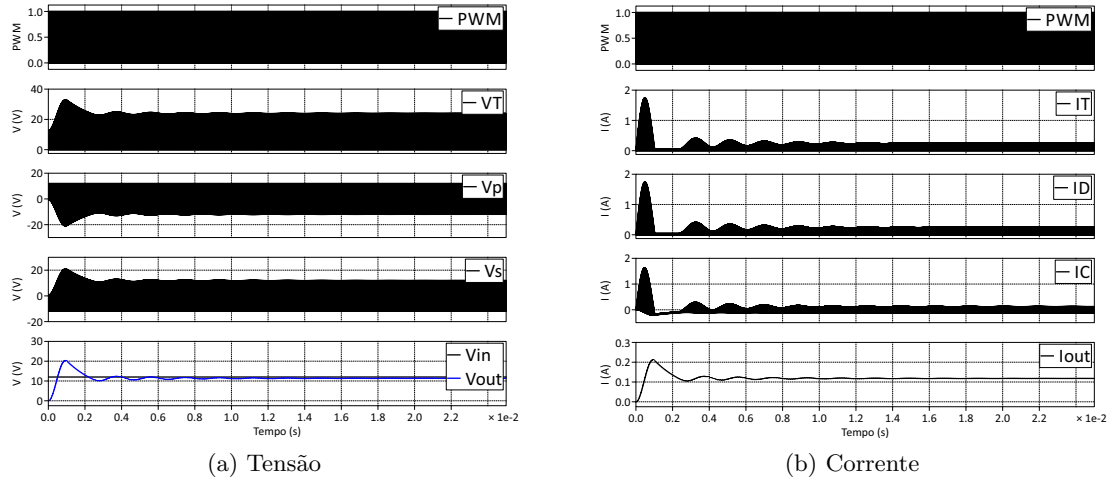 PWM
1.0
0.5
0.0
PWM
V (V)
40
20
0
VT
V (V)
20
0
-20
Vp
V (V)
20
0
-20
Vs
V (V)
30
20
10
0
Vin
Vout
0.0 0.2 0.4 0.6 0.8 1.0 1.2 1.4 1.6 1.8 2.0 2.2 × 1e-2
Tempo (s)
(a) Tensão
PWM
1.0
0.5
0.0
PWM
I (A)
2
1
0
IT
I (A)
2
1
0
ID
I (A)
2
1
0
IC
I (A)
0.3
0.2
0.1
0.0
Iout
0.0 0.2 0.4 0.6 0.8 1.0 1.2 1.4 1.6 1.8 2.0 2.2 × 1e-2
Tempo (s)
(b) Corrente